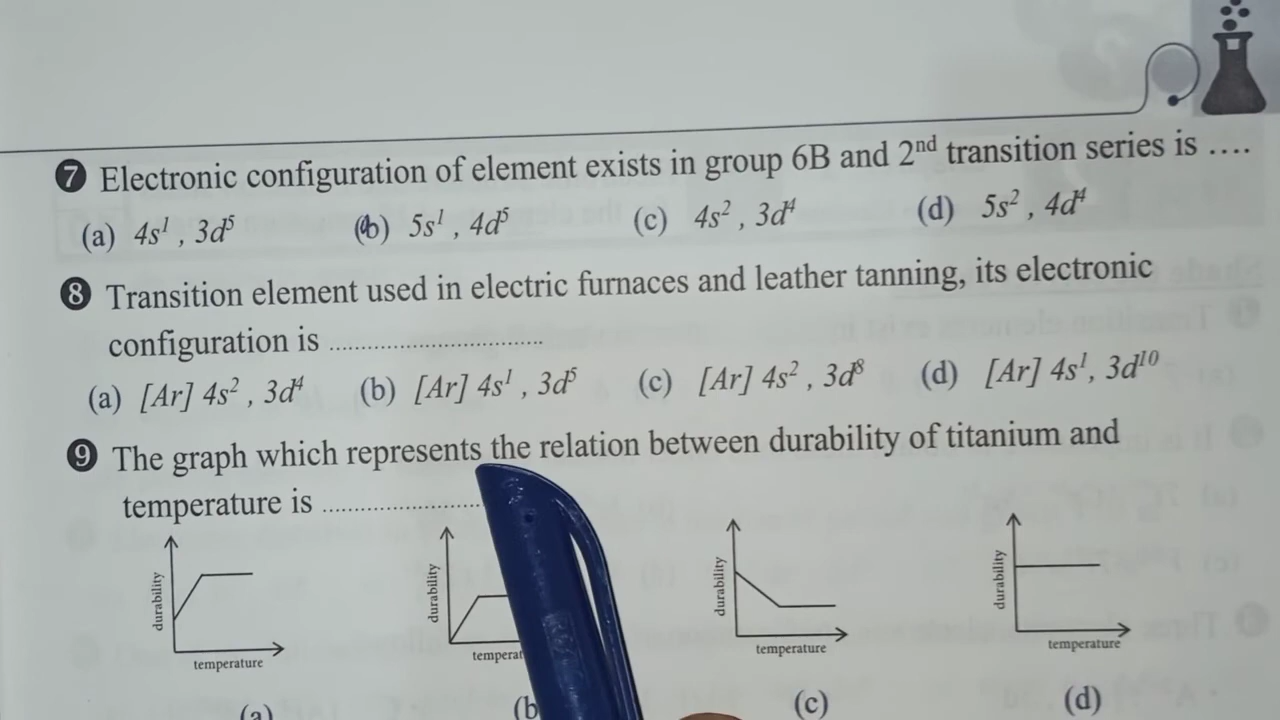 7 Electronic configuration of element exists in group 6B and 2nd transition series is ....
(a) 4s¹ , 3d⁵ (b) 5s¹ , 4d⁵ (c) 4s² , 3d⁴ (d) 5s² , 4d⁴
8 Transition element used in electric furnaces and leather tanning, its electronic
configuration is ................................
(a) [Ar] 4s² , 3d⁴ (b) [Ar] 4s¹ , 3d⁵ (c) [Ar] 4s² , 3d⁸ (d) [Ar] 4s¹, 3d¹⁰
9 The graph which represents the relation between durability of titanium and
temperature is ........................
durability durability durability durability
temperature temperat temperature temperature
(a) (b (c) (d)